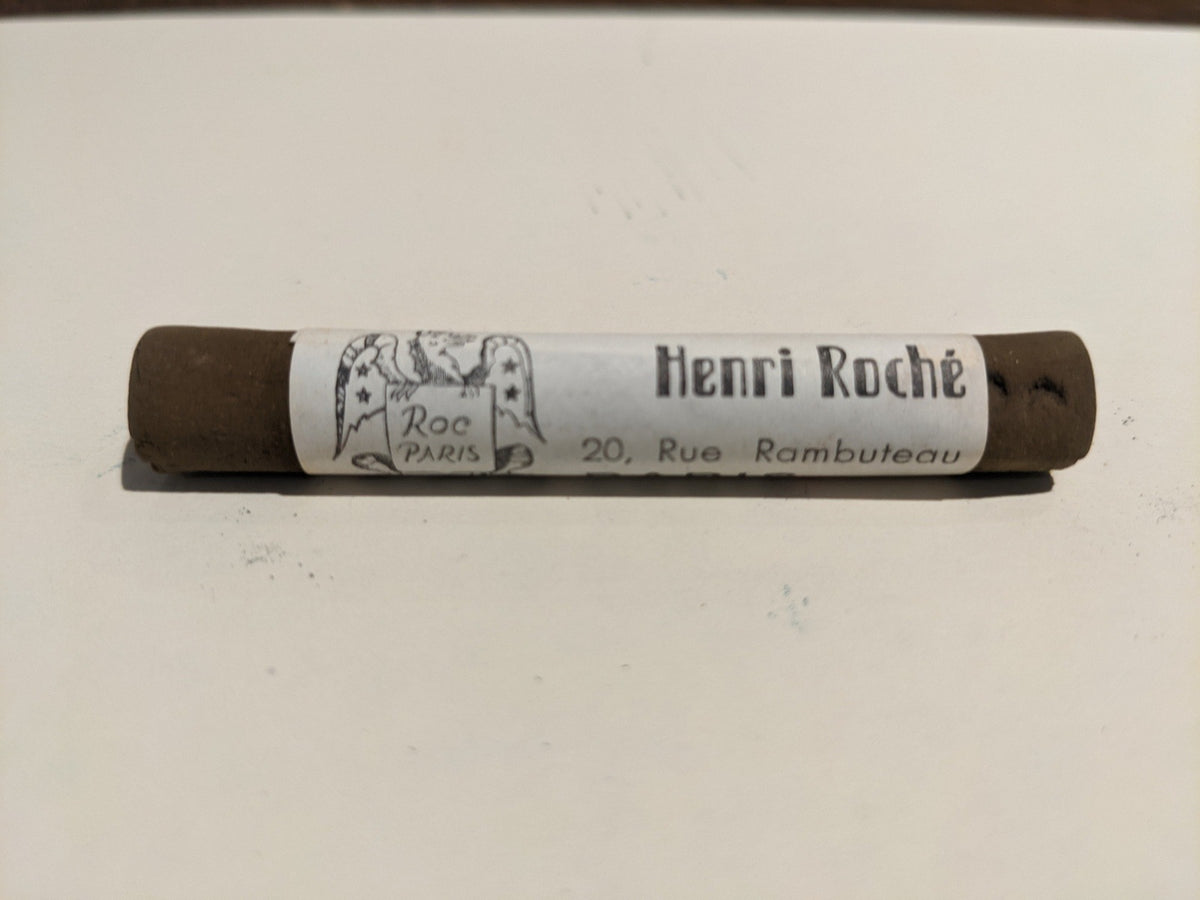 Roc
PARIS
Henri Roché
20, Rue Rambuteau